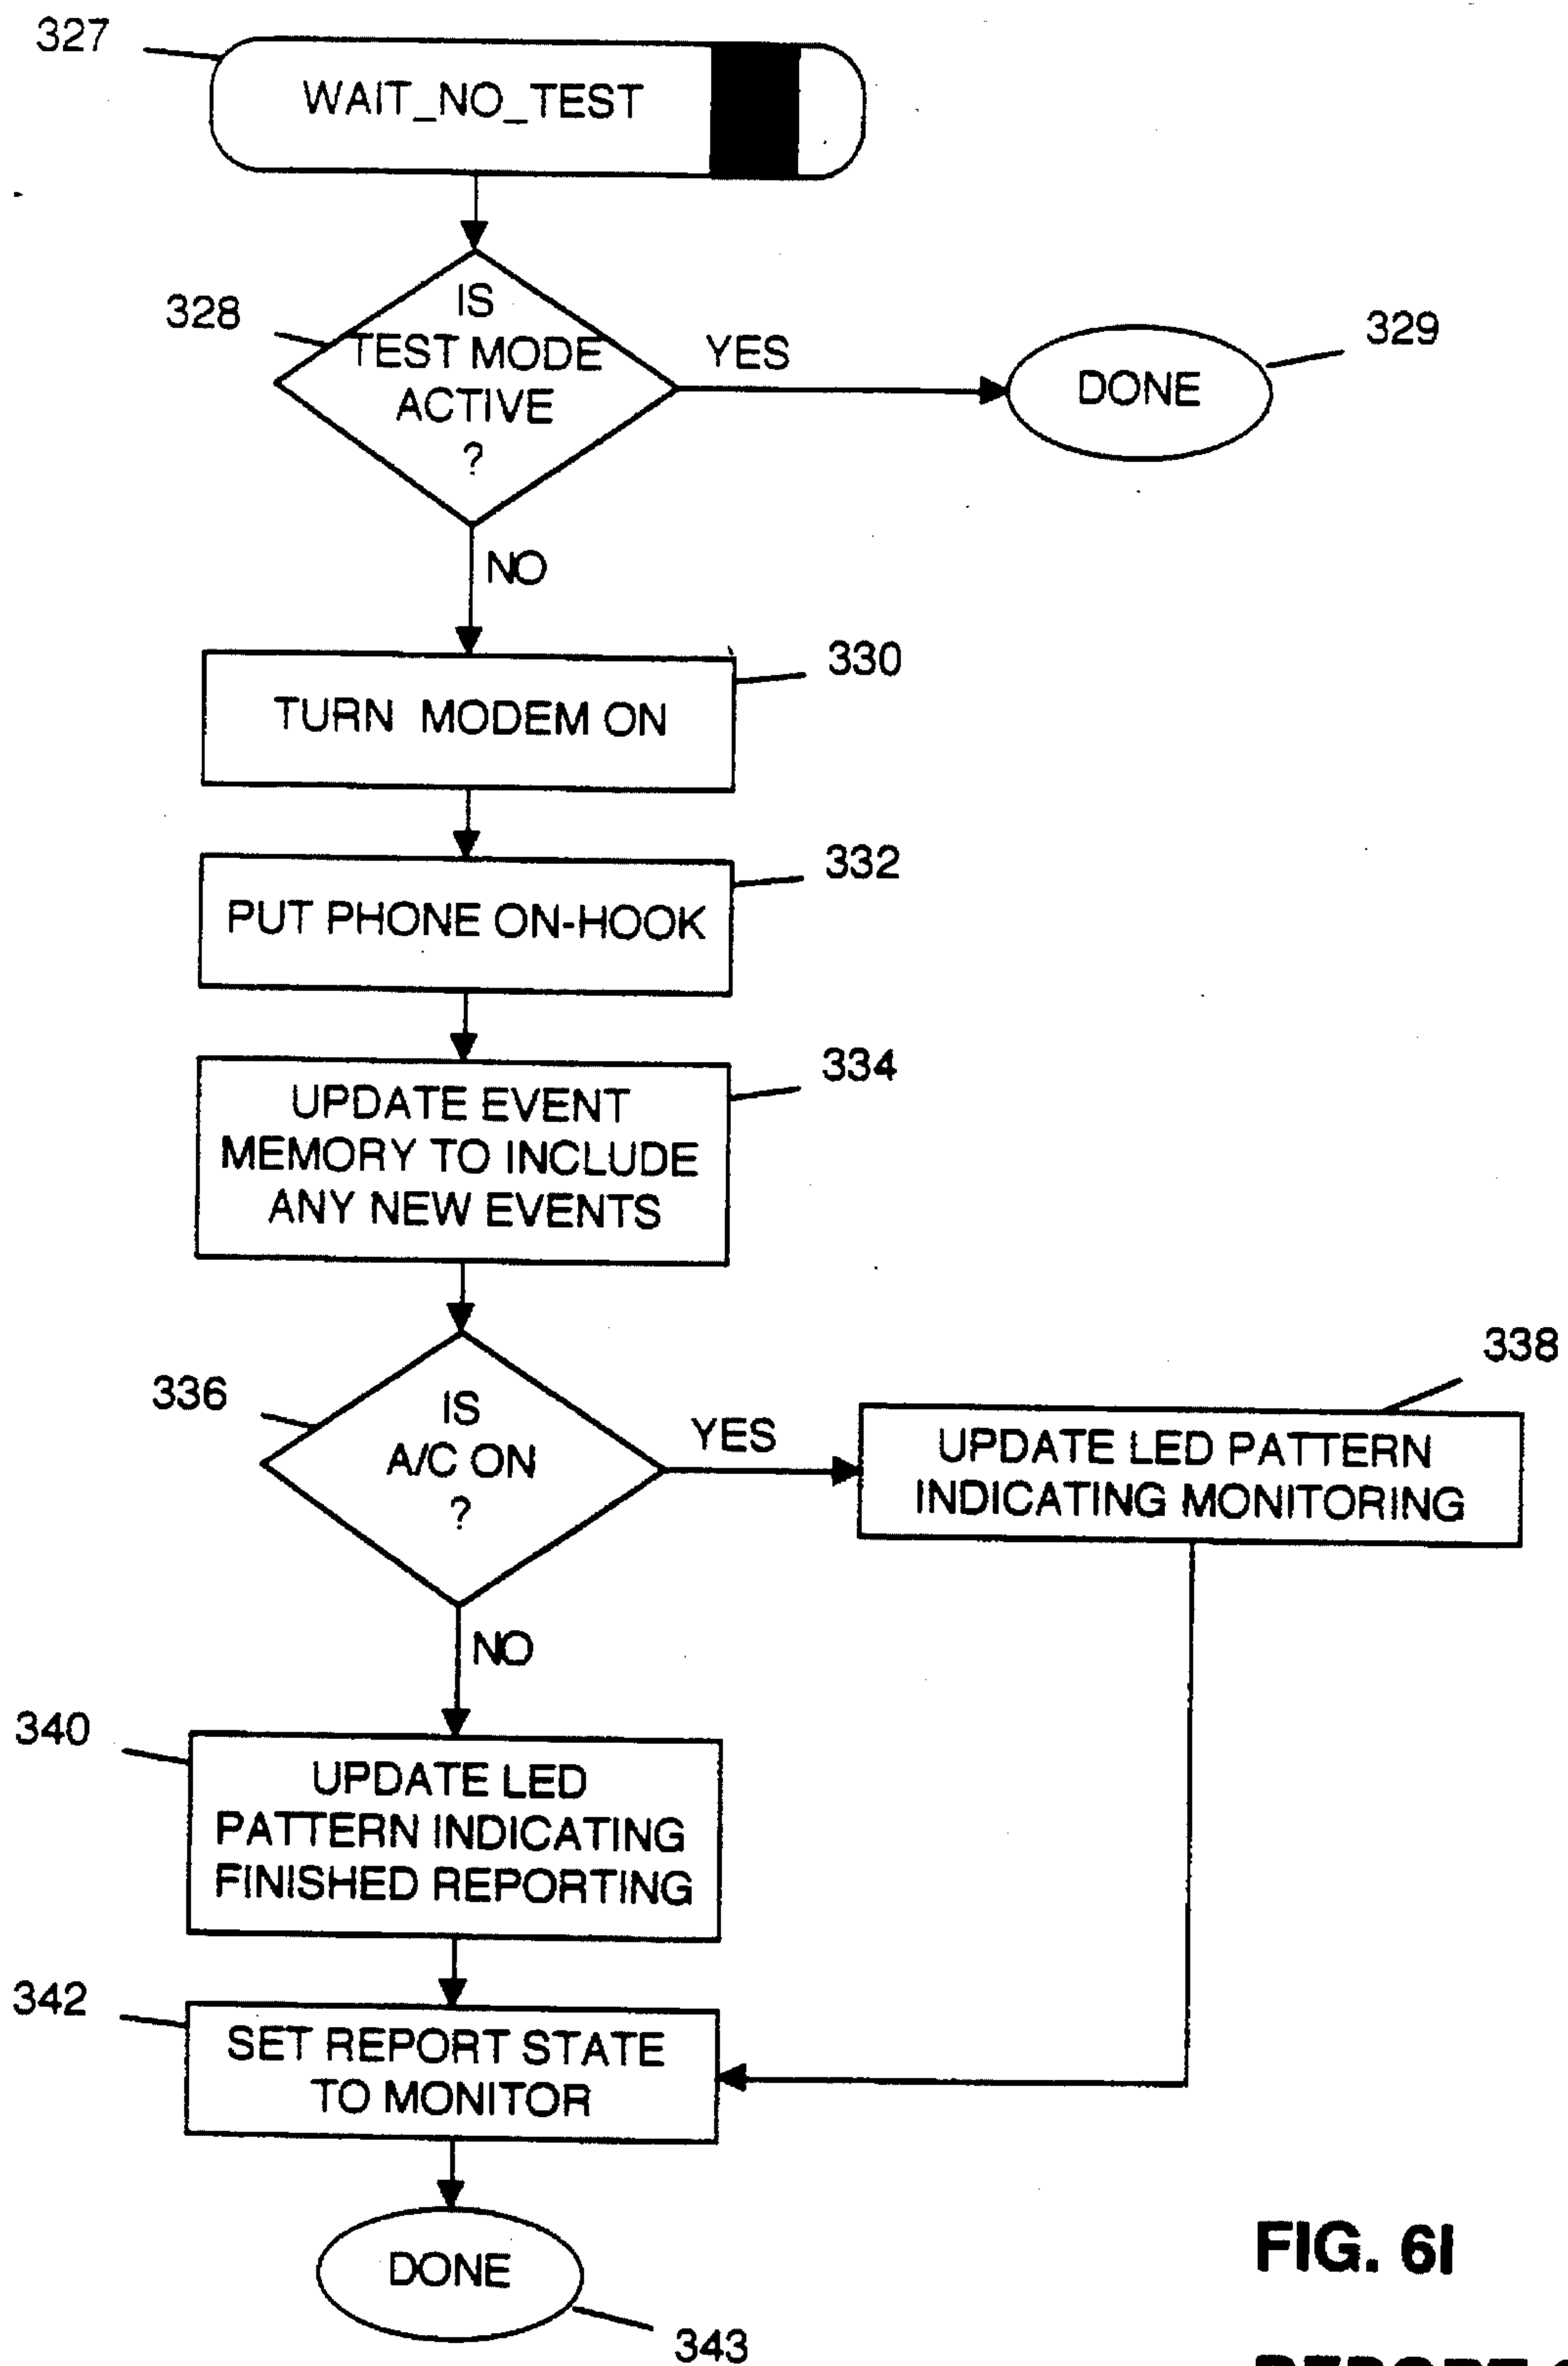 327
WAIT_NO_TEST
328
IS
TEST MODE
ACTIVE
?
YES
DONE
329
NO
TURN MODEM ON
330
PUT PHONE ON-HOOK
332
UPDATE EVENT
MEMORY TO INCLUDE
ANY NEW EVENTS
334
336
IS
A/C ON
?
YES
338
UPDATE LED PATTERN
INDICATING MONITORING
NO
340
UPDATE LED
PATTERN INDICATING
FINISHED REPORTING
342
SET REPORT STATE
TO MONITOR
DONE
343
FIG. 6I